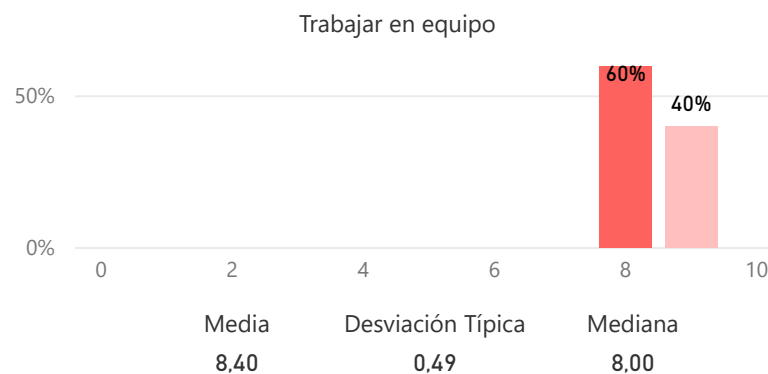 Trabajar en equipo
60%
50%
40%
0%
0 2 4 6 8 10
Media Desviación Típica Mediana
8,40 0,49 8,00